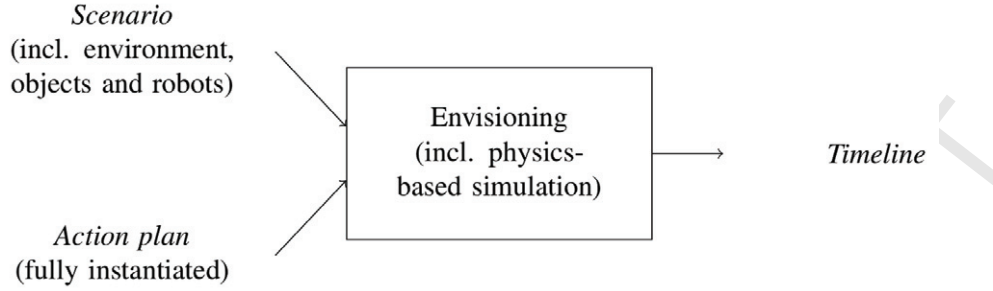 Scenario
(incl. environment,
objects and robots)
Envisioning
(incl. physics-
based simulation)
Timeline
Action plan
(fully instantiated)